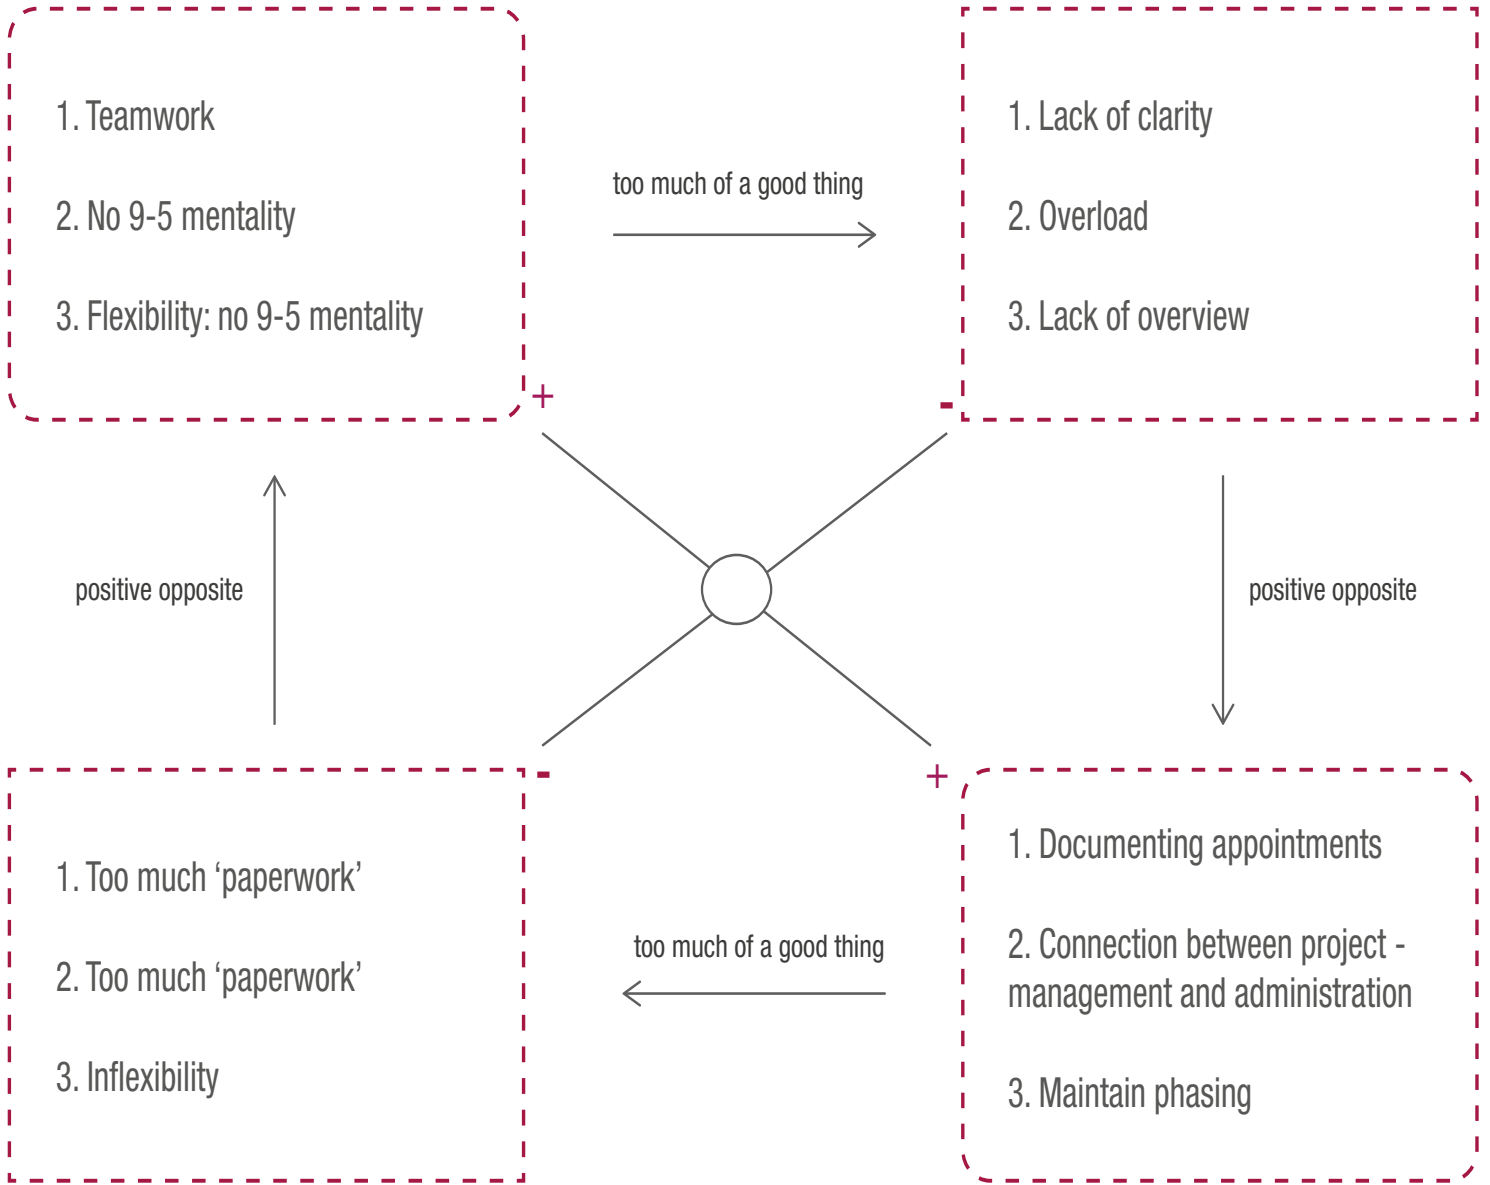 1. Teamwork
2. No 9-5 mentality
3. Flexibility: no 9-5 mentality
+
too much of a good thing
1. Lack of clarity
2. Overload
3. Lack of overview
-
positive opposite
positive opposite
-
1. Too much ‘paperwork’
2. Too much ‘paperwork’
3. Inflexibility
too much of a good thing
+
1. Documenting appointments
2. Connection between project -
management and administration
3. Maintain phasing